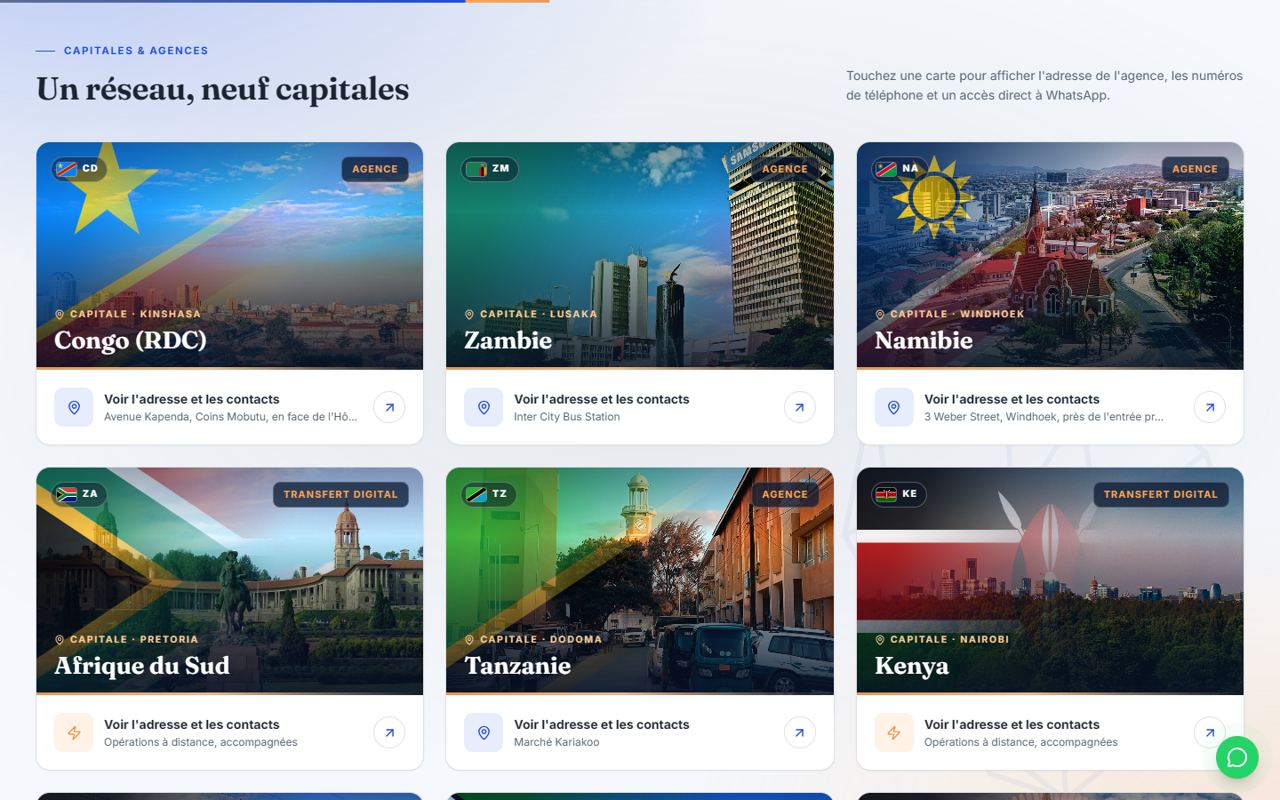 CAPITALES & AGENCES
Un réseau, neuf capitales
Touchez une carte pour afficher l'adresse de l'agence, les numéros
de téléphone et un accès direct à WhatsApp.
CD
AGENCE
CAPITALE · KINSHASA
Congo (RDC)
Voir l'adresse et les contacts
Avenue Kapenda, Coins Mobutu, en face de l'Hô...
ZM
SAMSUNG
AGENCE
CAPITALE · LUSAKA
Zambie
Voir l'adresse et les contacts
Inter City Bus Station
NA
AGENCE
CAPITALE · WINDHOEK
Namibie
Voir l'adresse et les contacts
3 Weber Street, Windhoek, près de l'entrée pr...
ZA
TRANSFERT DIGITAL
CAPITALE · PRETORIA
Afrique du Sud
Voir l'adresse et les contacts
Opérations à distance, accompagnées
TZ
AGENCE
CAPITALE · DODOMA
Tanzanie
Voir l'adresse et les contacts
Marché Kariakoo
KE
TRANSFERT DIGITAL
CAPITALE · NAIROBI
Kenya
Voir l'adresse et les contacts
Opérations à distance, accompagnées